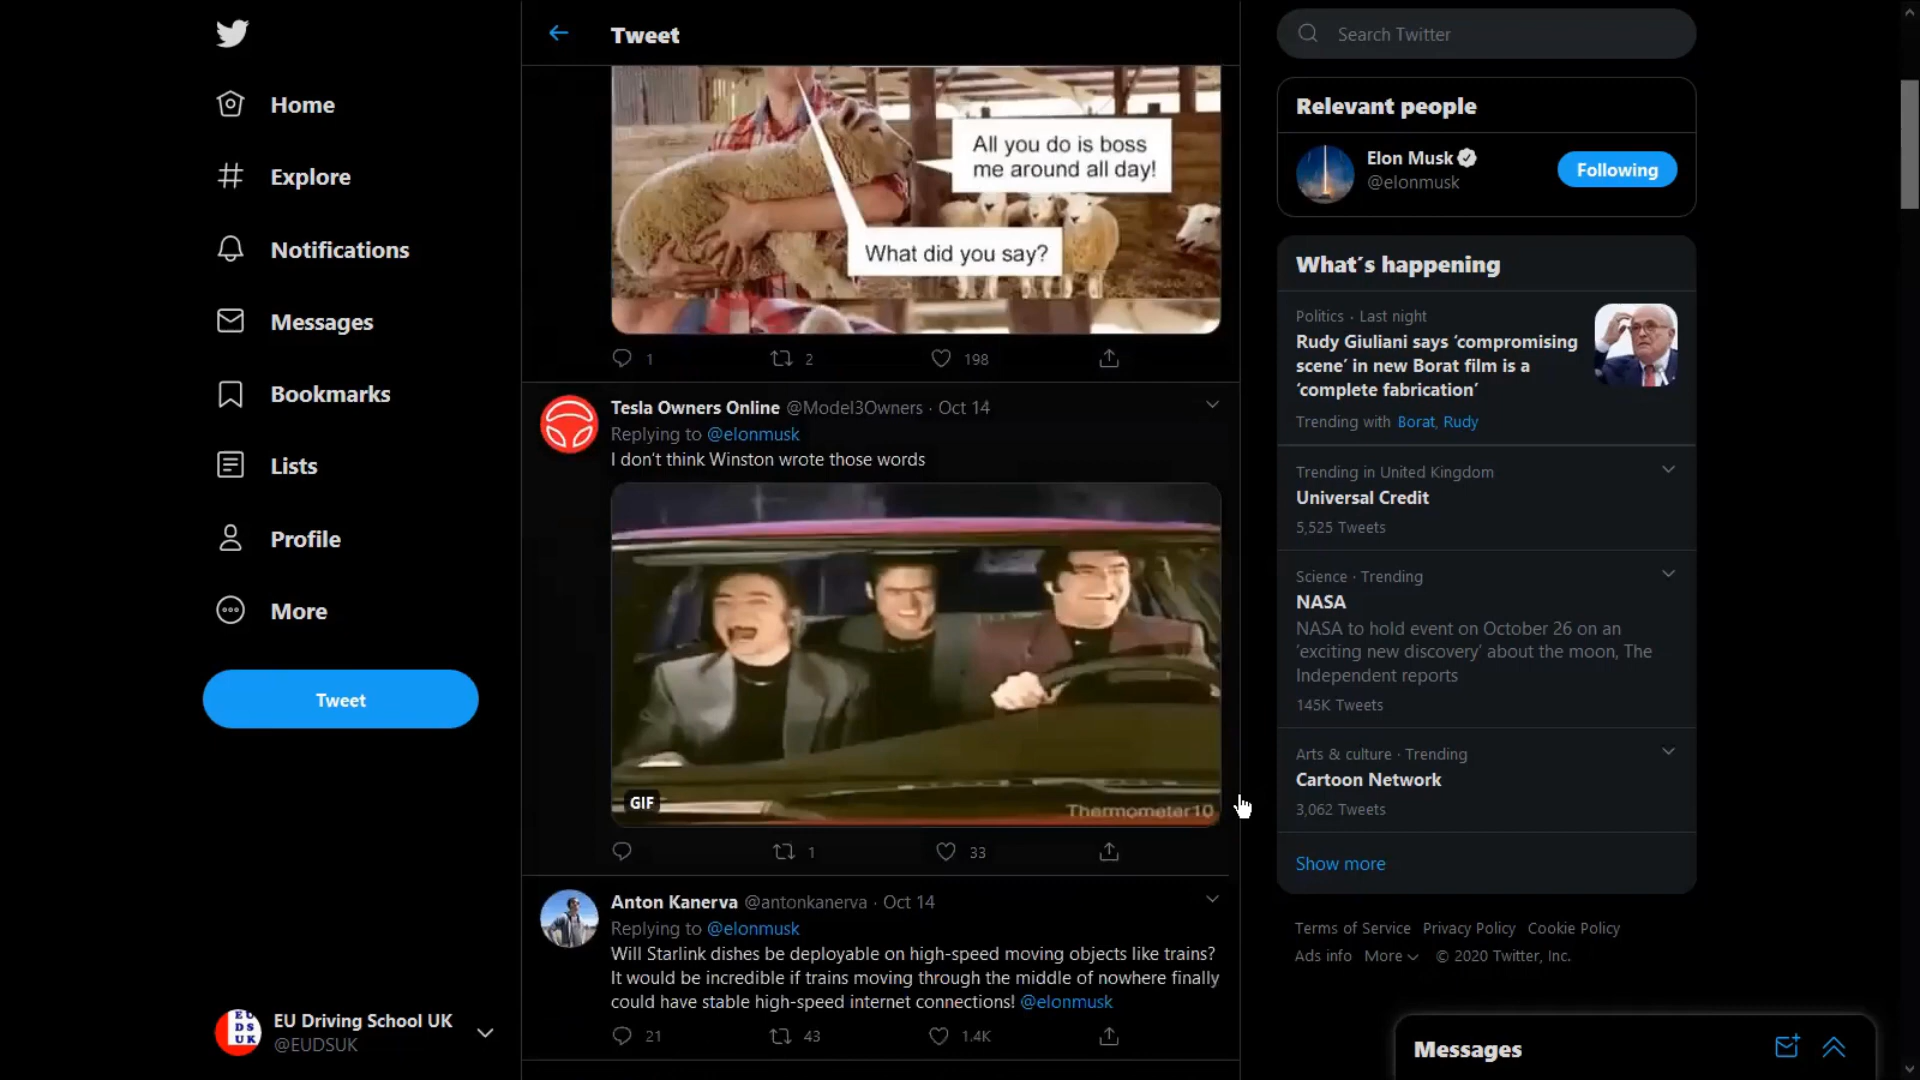 Home
Explore
Notifications
Messages
Bookmarks
Lists
Profile
More
Tweet
EU Driving School UK
@EUDSUK
EU
DS
UK
Tweet
All you do is boss
me around all day!
What did you say?
1
2
198
Tesla Owners Online @Model3Owners · Oct 14
Replying to @elonmusk
I don't think Winston wrote those words
GIF
Thermometer10
1
33
Anton Kanerva @antonkanerva · Oct 14
Replying to @elonmusk
Will Starlink dishes be deployable on high-speed moving objects like trains?
It would be incredible if trains moving through the middle of nowhere finally
could have stable high-speed internet connections! @elonmusk
21
43
1.4K
Search Twitter
Relevant people
Elon Musk
@elonmusk
Following
What's happening
Politics · Last night
Rudy Giuliani says 'compromising
scene' in new Borat film is a
'complete fabrication'
Trending with Borat, Rudy
Trending in United Kingdom
Universal Credit
5,525 Tweets
Science · Trending
NASA
NASA to hold event on October 26 on an
'exciting new discovery' about the moon, The
Independent reports
145K Tweets
Arts & culture · Trending
Cartoon Network
3,062 Tweets
Show more
Terms of Service Privacy Policy Cookie Policy
Ads info More © 2020 Twitter, Inc.
Messages